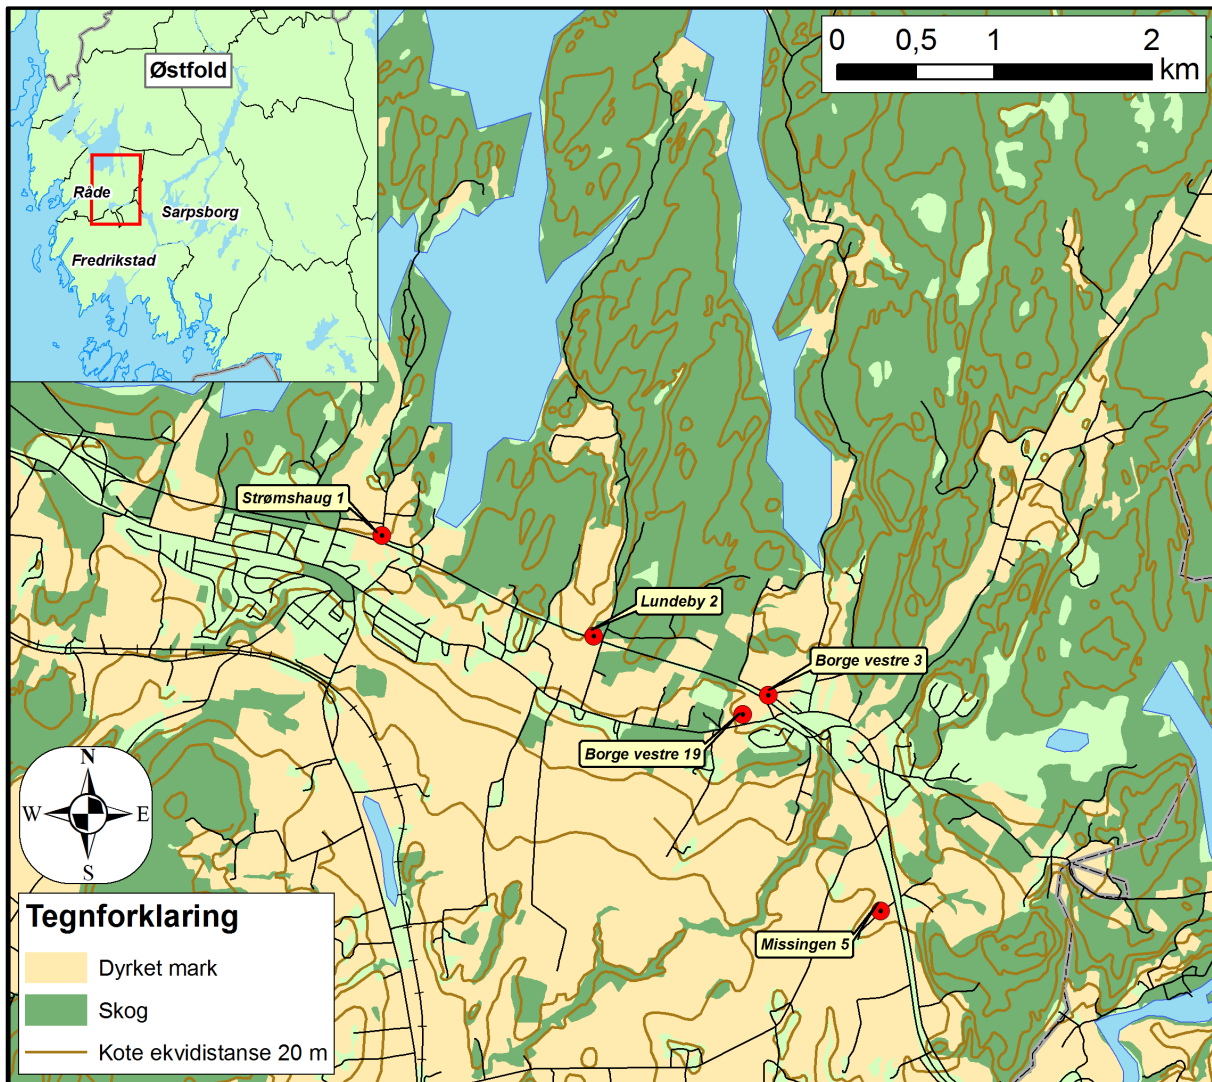 Østfold
Råde
Sarpsborg
Fredrikstad
0 0,5 1 2
km
Strømshaug 1
Lundeby 2
Borge vestre 3
Borge vestre 19
Missingen 5
N
W E
S
Tegnforklaring
Dyrket mark
Skog
Kote ekvidistanse 20 m